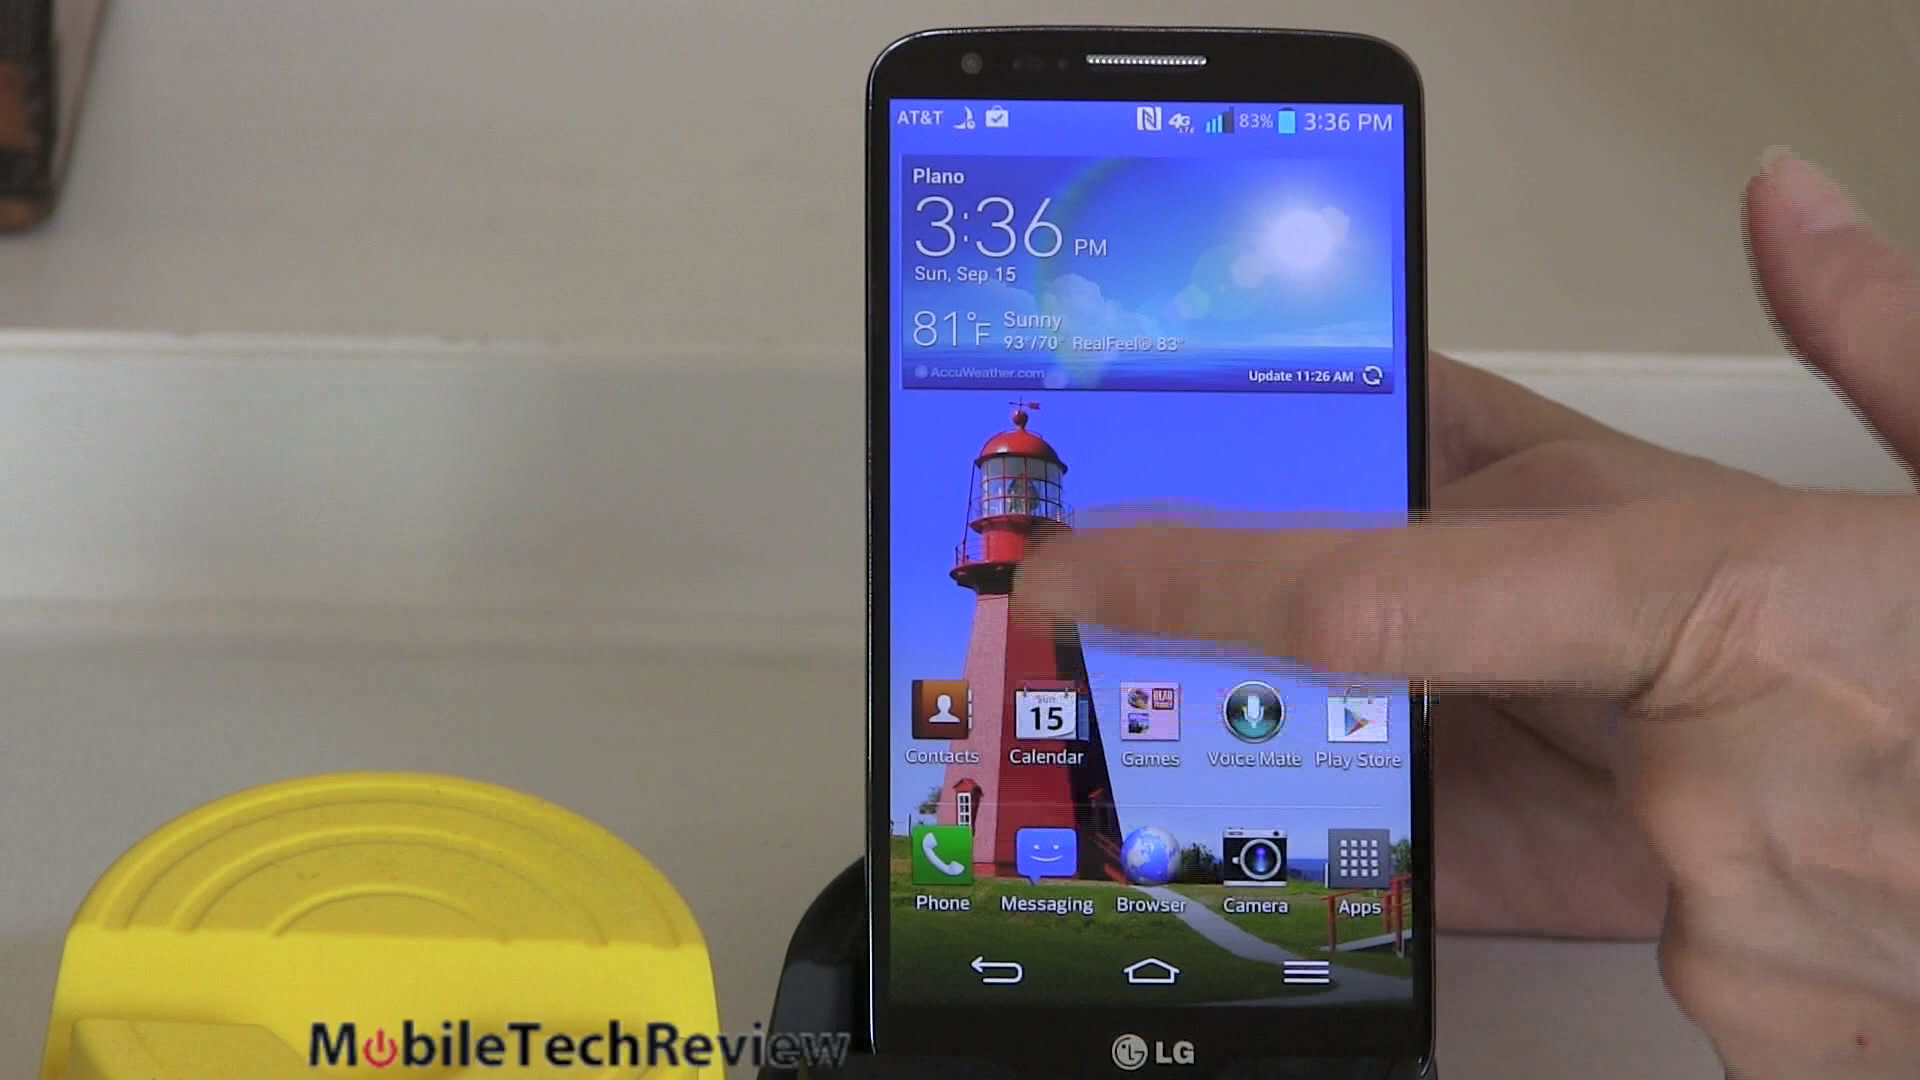 AT&T 4G LTE 83% 3:36 PM
Plano
3:36 PM
Sun, Sep 15
81°F Sunny
93°/70° RealFeel® 83°
AccuWeather.com Update 11:26 AM
15
Contacts Calendar Games Voice Mate Play Store
Phone Messaging Browser Camera Apps
LG
MobileTechReview